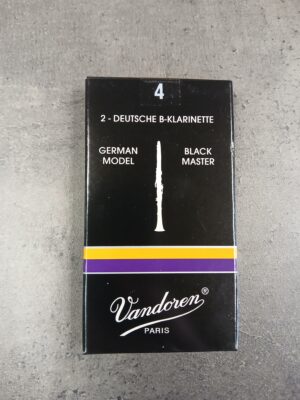 4
2 - DEUTSCHE B-KLARINETTE
GERMAN MODEL
BLACK MASTER
Vandoren®
PARIS